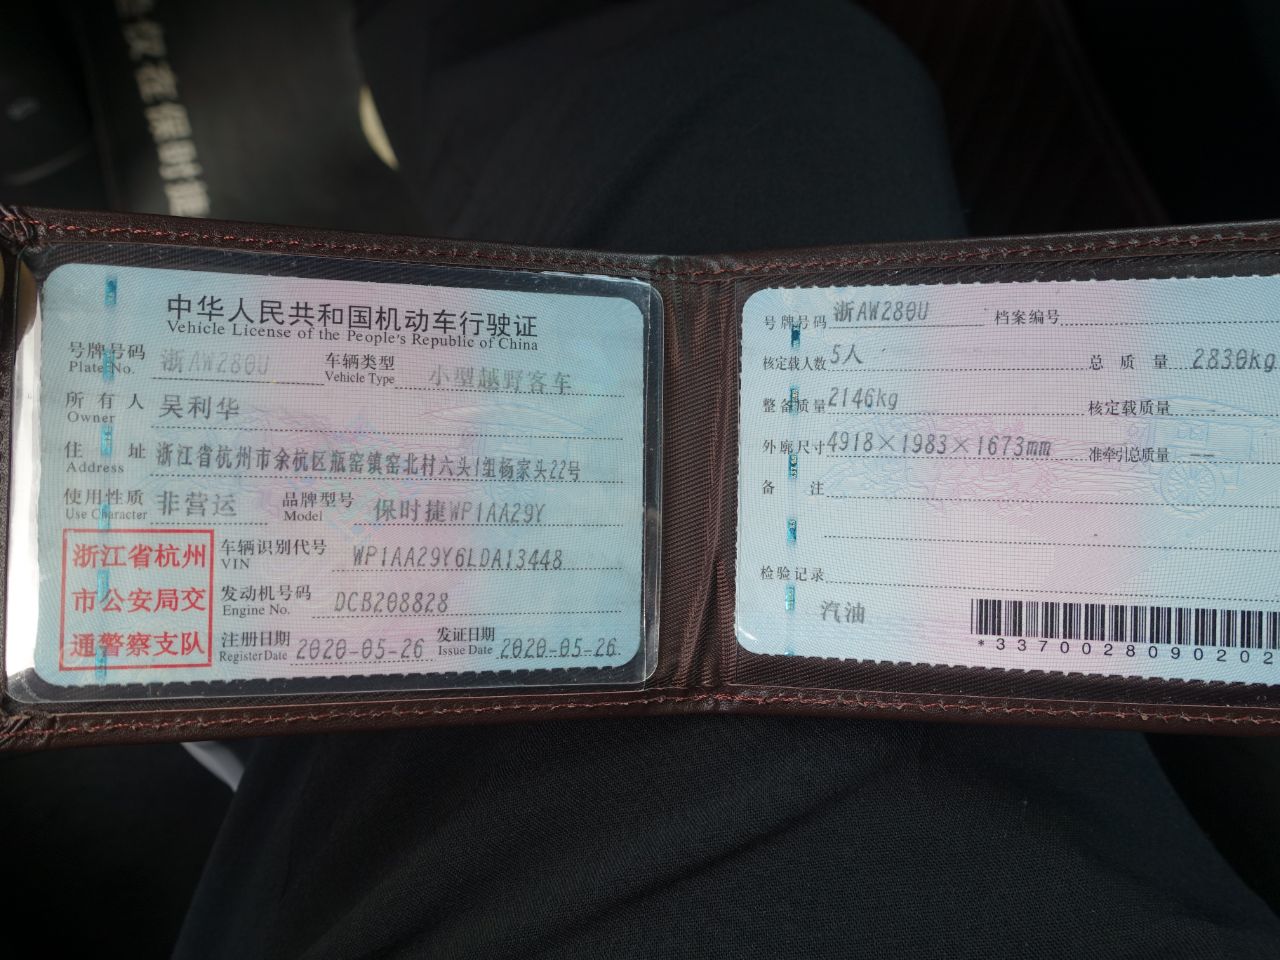 中华人民共和国机动车行驶证
Vehicle License of the People's Republic of China
号牌号码 浙AW280U 车辆类型 小型越野客车
Plate No. Vehicle Type
所有人 吴利华
Owner
住址 浙江省杭州市余杭区瓶窑镇窑北村六头1组杨家头22号
Address
使用性质 非营运 品牌型号 保时捷WP1AA29Y
Use Character Model
浙江省杭州
市公安局交
通警察支队
车辆识别代号 WP1AA29Y6LDA13448
VIN
发动机号码 DCB208828
Engine No.
注册日期 2020-05-26 发证日期 2020-05-26
Register Date Issue Date
号牌号码 浙AW280U 档案编号
核定载人数 5人 总质量 2830kg
整备质量 2146kg 核定载质量 --
外廓尺寸 4918×1983×1673mm 准牵引总质量 --
备注
检验记录
汽油
*3370028090202